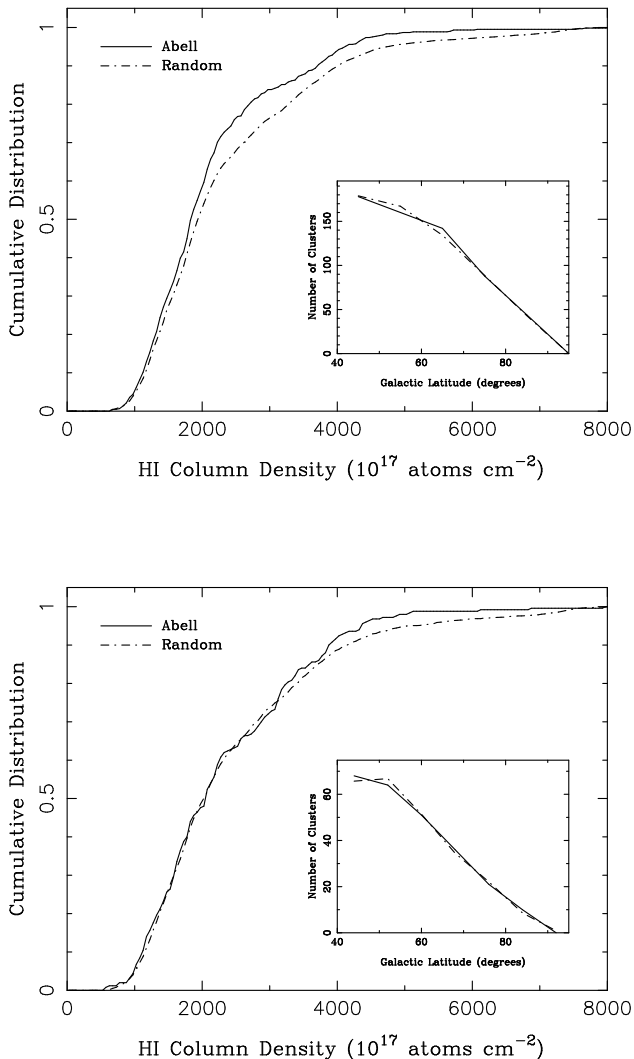 1
Abell
Random
Cumulative Distribution
0.5
0
Number of Clusters
150
100
50
0
40 60 80
Galactic Latitude (degrees)
0 2000 4000 6000 8000
HI Column Density (10¹⁷ atoms cm⁻²)
1
Abell
Random
Cumulative Distribution
0.5
0
Number of Clusters
60
40
20
0
40 60 80
Galactic Latitude (degrees)
0 2000 4000 6000 8000
HI Column Density (10¹⁷ atoms cm⁻²)